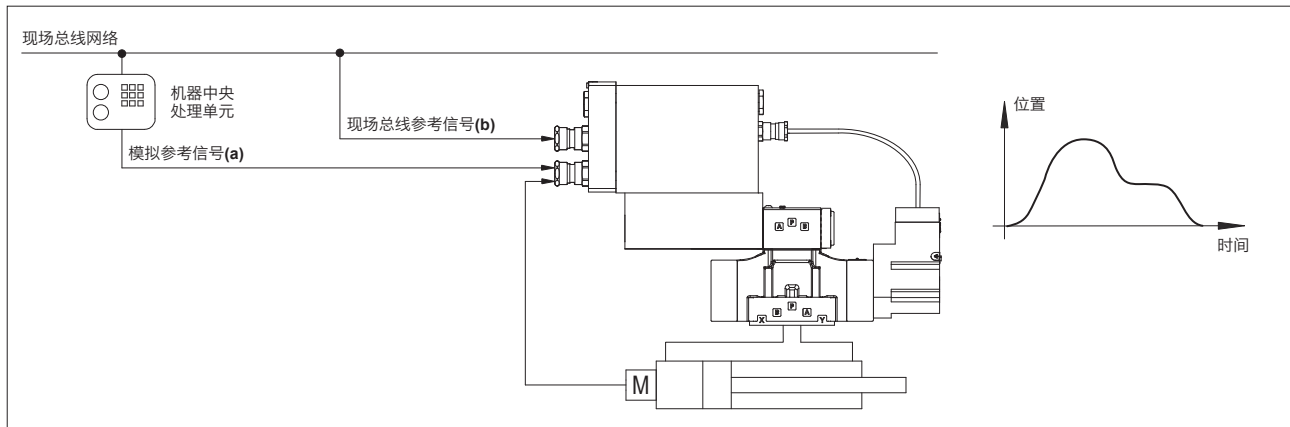 现场总线网络
机器中央
处理单元
现场总线参考信号(b)
模拟参考信号(a)
位置
时间
A P B
P
B A
X Y
M